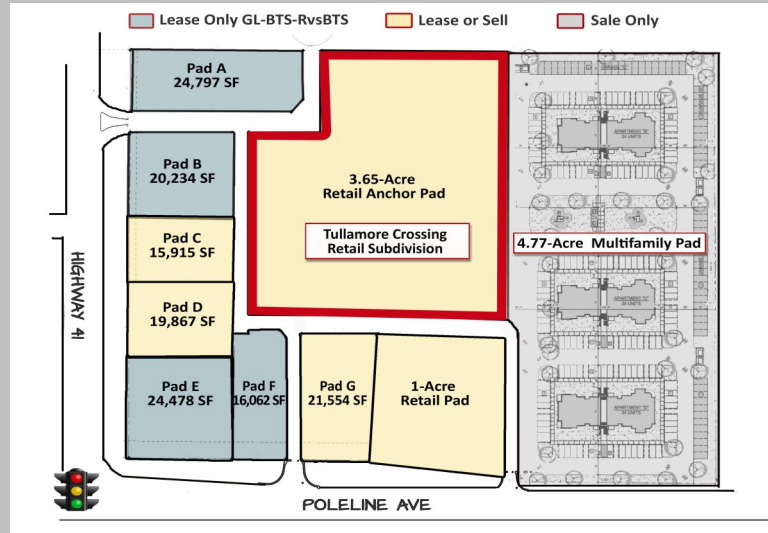 Lease Only GL-BTS-RvsBTS
Lease or Sell
Sale Only
Pad A
24,797 SF
Pad B
20,234 SF
3.65-Acre
Retail Anchor Pad
Tullamore Crossing
Retail Subdivision
4.77-Acre Multifamily Pad
Pad C
15,915 SF
Pad D
19,867 SF
HIGHWAY 41
Pad E
24,478 SF
Pad F
16,062 SF
Pad G
21,554 SF
1-Acre
Retail Pad
POLELINE AVE